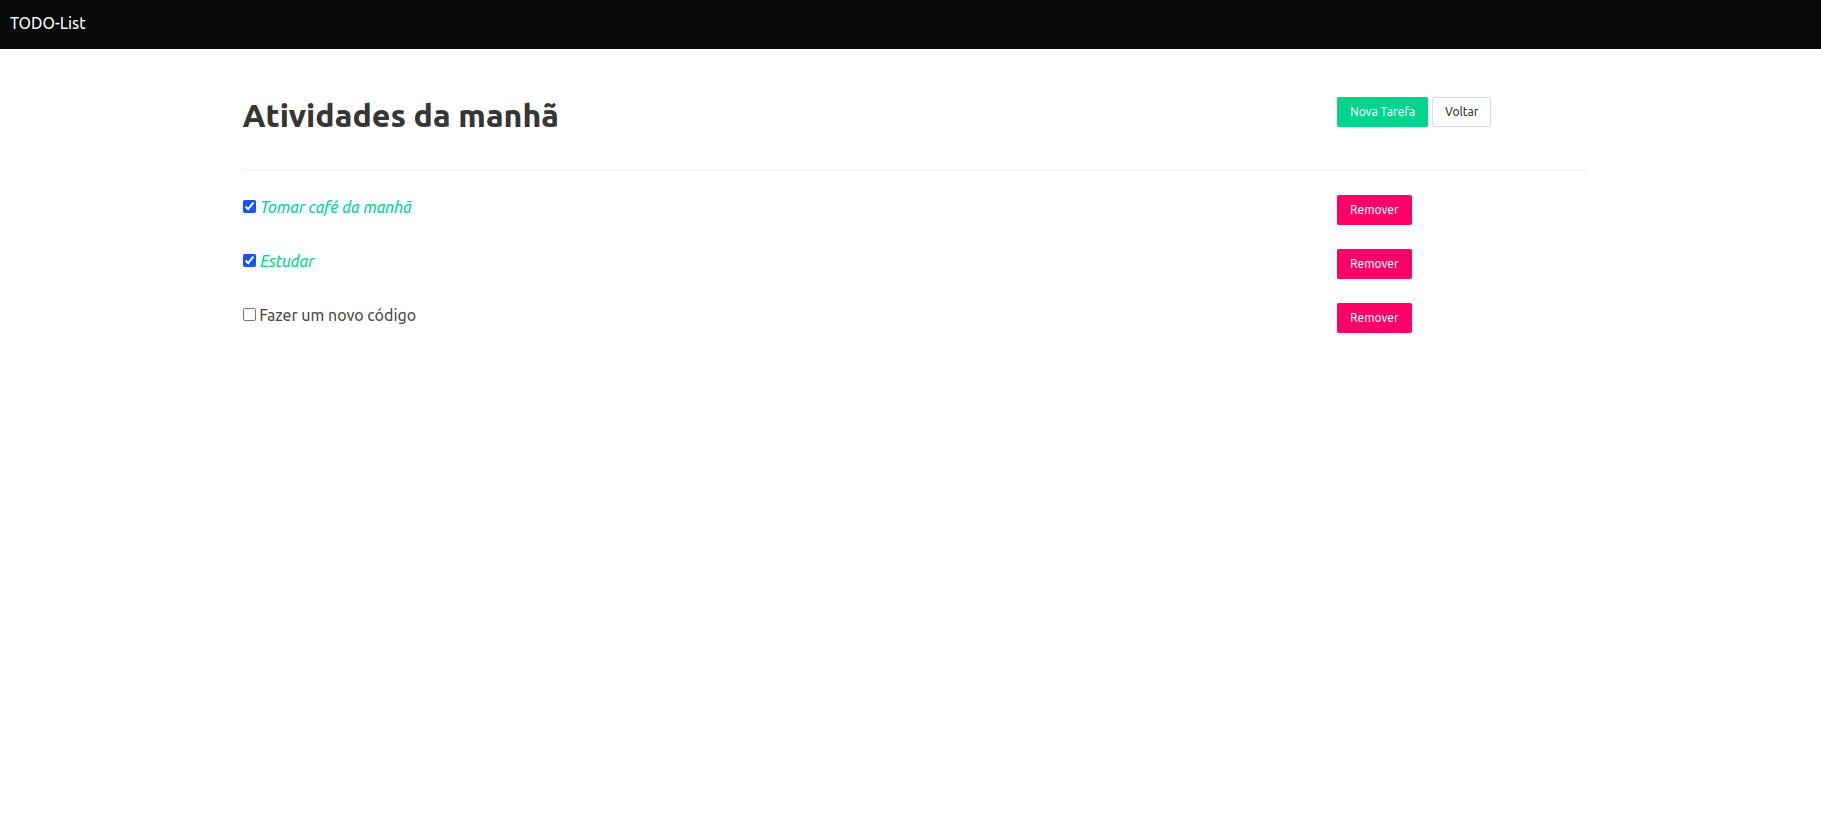 TODO-List
Atividades da manhã
Nova Tarefa Voltar
Tomar café da manhã Remover
Estudar Remover
Fazer um novo código Remover